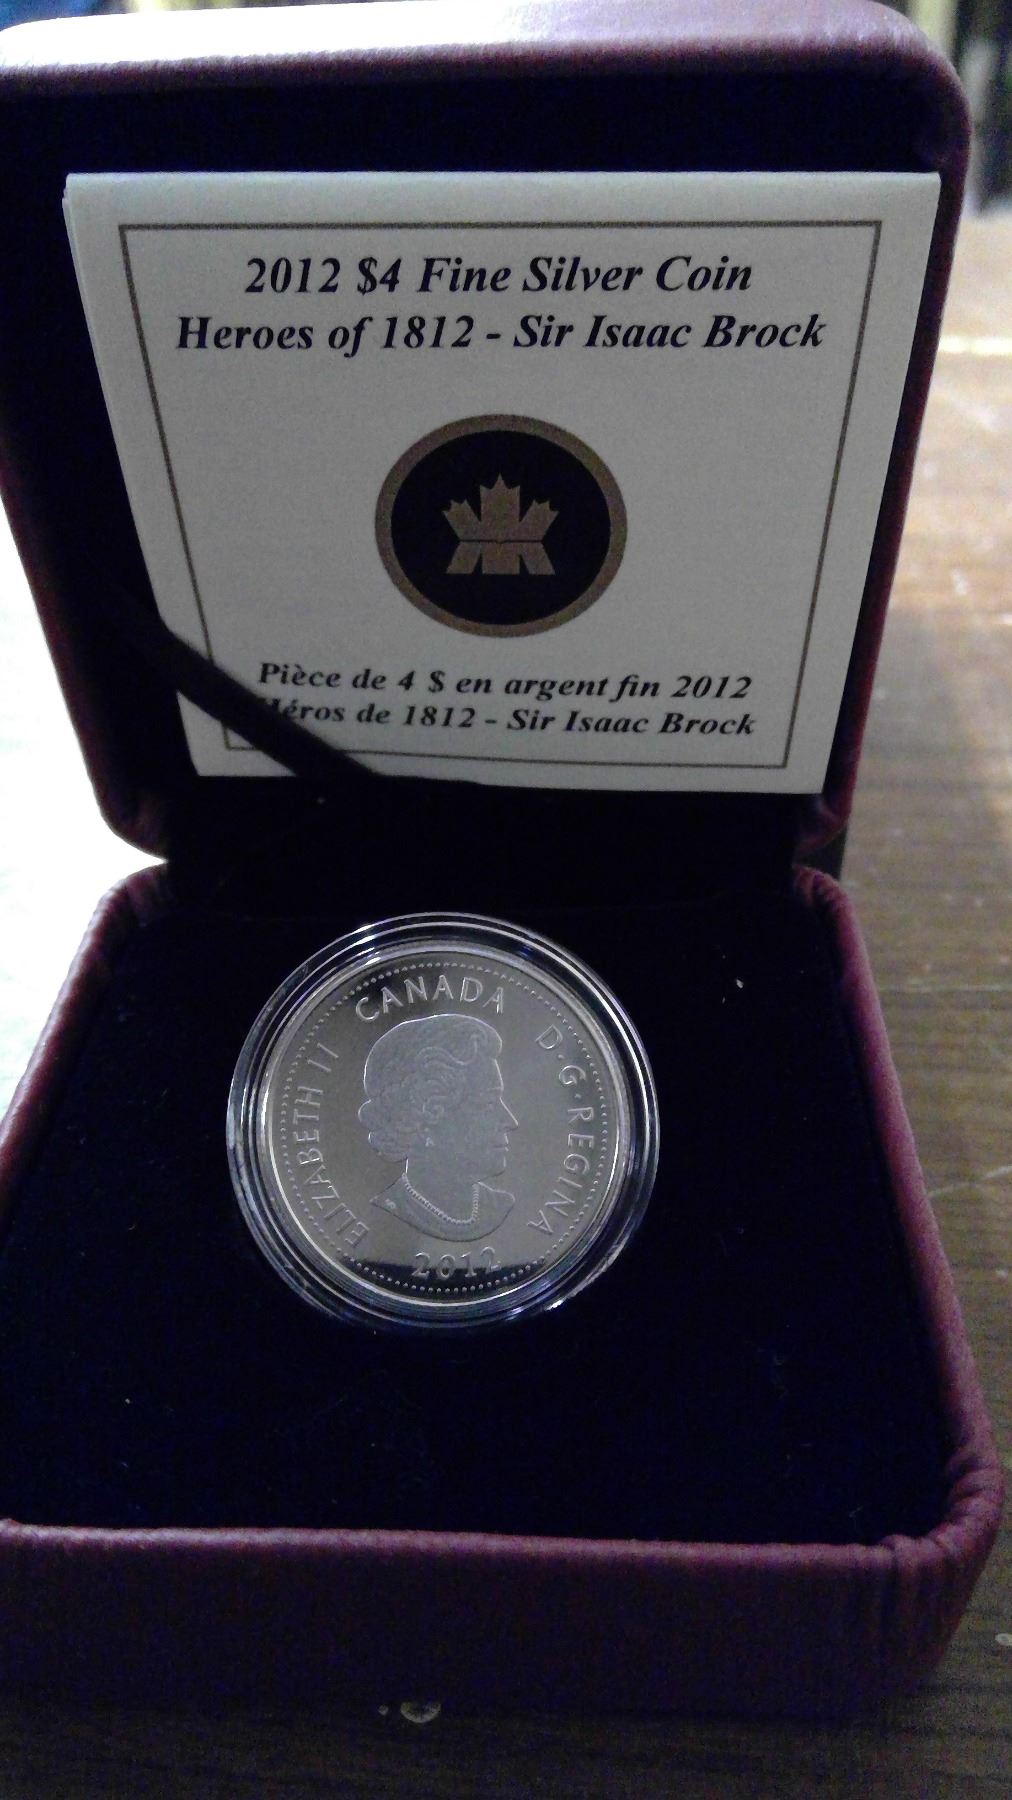 2012 $4 Fine Silver Coin
Heroes of 1812 - Sir Isaac Brock
Pièce de 4 $ en argent fin 2012
Héros de 1812 - Sir Isaac Brock
ELIZABETH II CANADA D·G·REGINA
2012